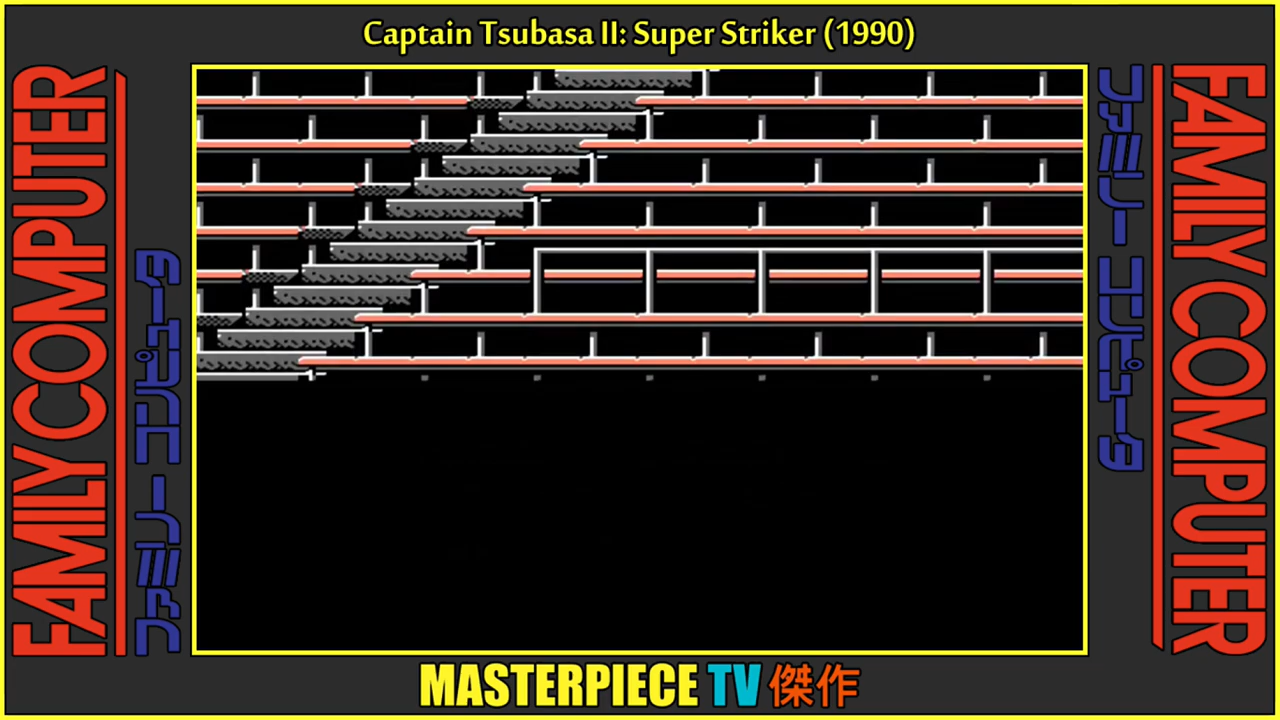 Captain Tsubasa II: Super Striker (1990)
FAMILY COMPUTER
ファミリー コンピュータ
ファミリー コンピュータ
FAMILY COMPUTER
MASTERPIECE TV 傑作